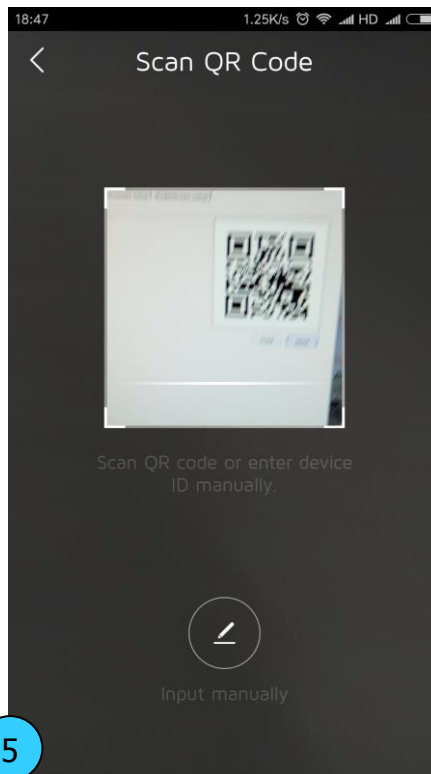 18:47 1.25K/s HD
Scan QR Code
Scan QR code or enter device
ID manually.
Input manually
5